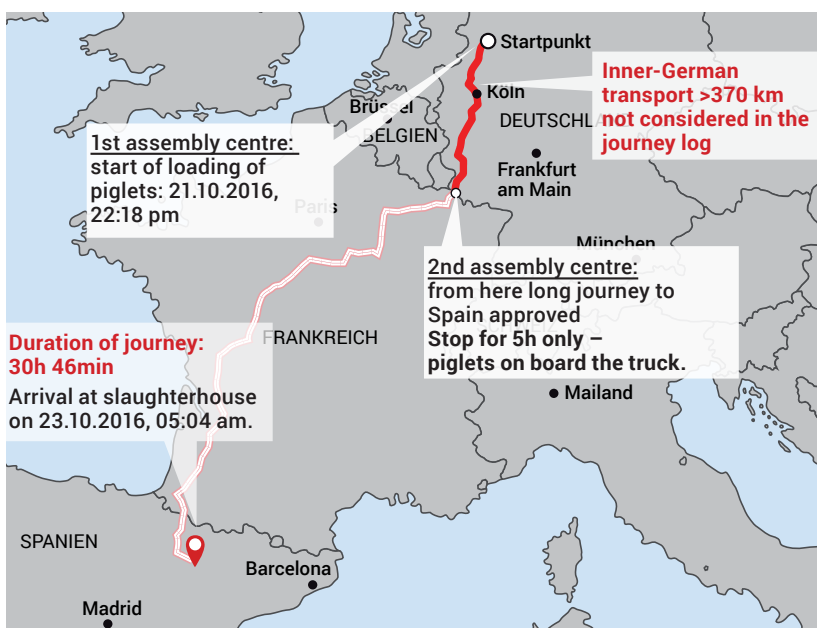 Startpunkt
Inner-German
transport >370 km
not considered in the
journey log
Köln
Brüssel
BELGIEN
DEUTSCHLAND
1st assembly centre:
start of loading of
piglets: 21.10.2016,
22:18 pm
Frankfurt
am Main
Paris
München
2nd assembly centre:
from here long journey to
Spain approved
Stop for 5h only –
piglets on board the truck.
SCHWEIZ
FRANKREICH
Duration of journey:
30h 46min
Arrival at slaughterhouse
on 23.10.2016, 05:04 am.
Mailand
SPANIEN
Barcelona
Madrid